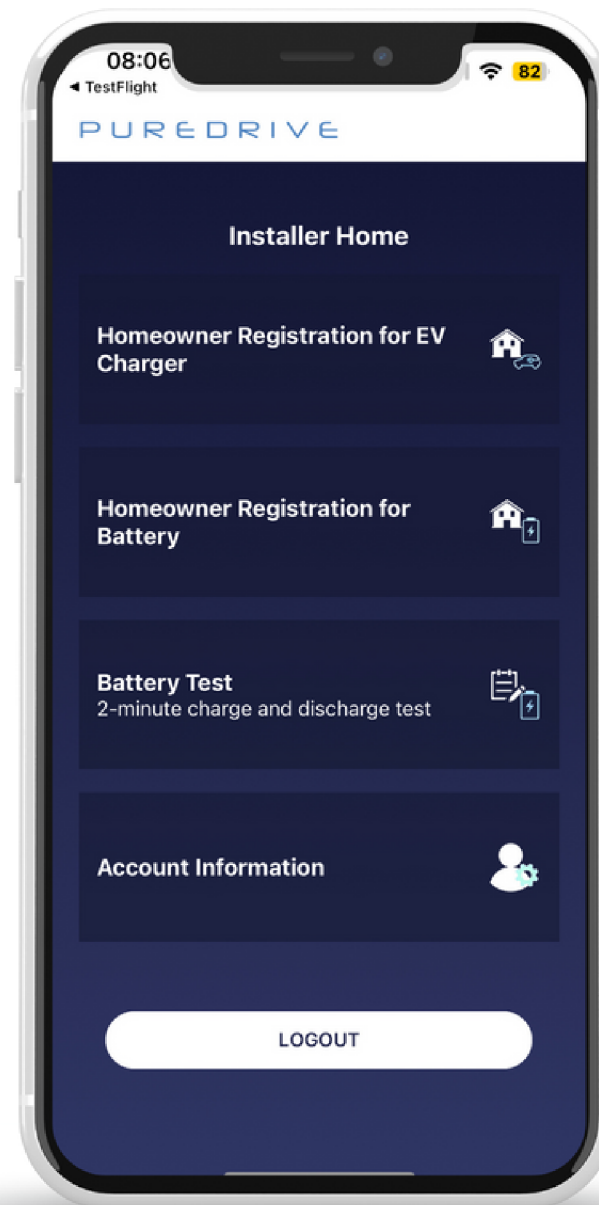 08:06
82
◀ TestFlight
PUREDRIVE
Installer Home
Homeowner Registration for EV
Charger
Homeowner Registration for
Battery
Battery Test
2-minute charge and discharge test
Account Information
LOGOUT